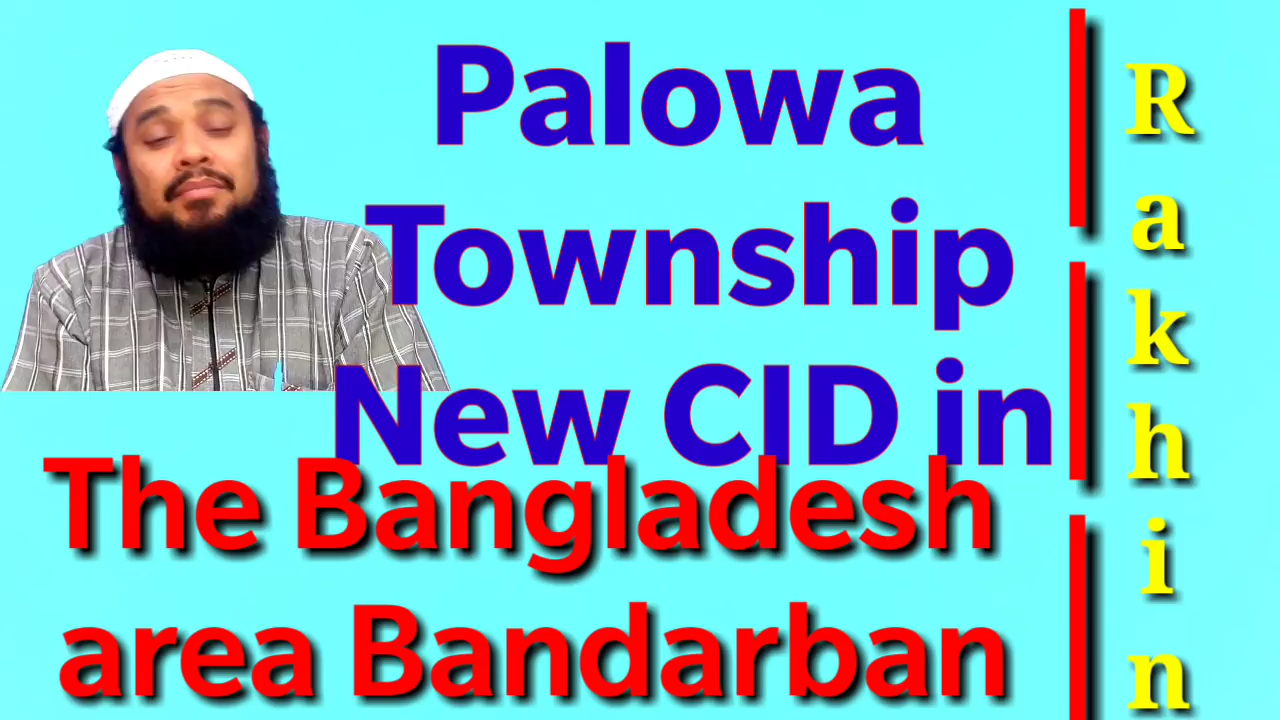 Palowa
Township
New CID in
The Bangladesh
area Bandarban
Rakhin